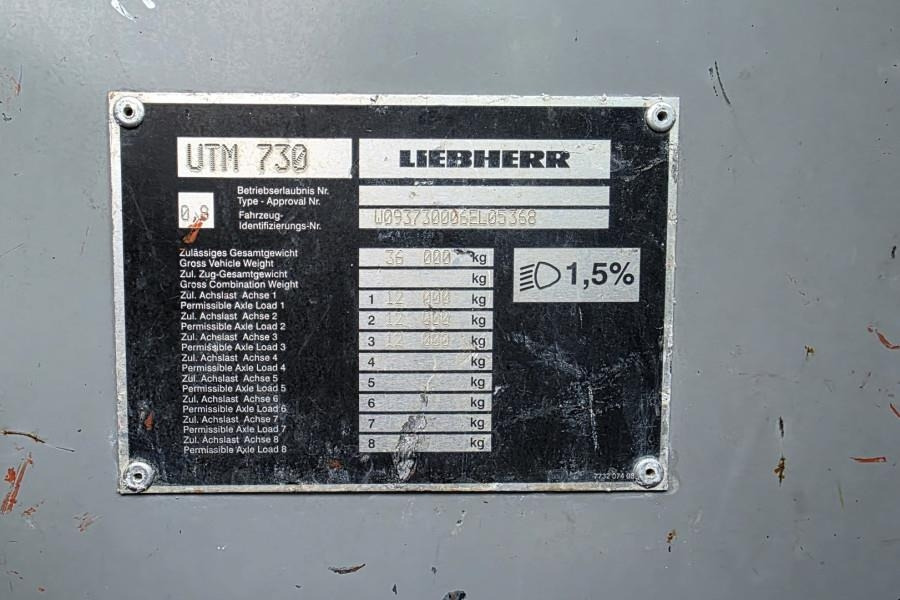 UTM 730 LIEBHERR
0,9
Betriebserlaubnis Nr.
Type - Approval Nr.
Fahrzeug-
Identifizierungs-Nr. W093730006EL05368
Zulässiges Gesamtgewicht
Gross Vehicle Weight 36 000 kg
Zul. Zug-Gesamtgewicht
Gross Combination Weight kg
Zul. Achslast Achse 1
Permissible Axle Load 1 1 12 000 kg
Zul. Achslast Achse 2
Permissible Axle Load 2 2 12 000 kg
Zul. Achslast Achse 3
Permissible Axle Load 3 3 12 000 kg
Zul. Achslast Achse 4
Permissible Axle Load 4 4 kg
Zul. Achslast Achse 5
Permissible Axle Load 5 5 kg
Zul. Achslast Achse 6
Permissible Axle Load 6 6 kg
Zul. Achslast Achse 7
Permissible Axle Load 7 7 kg
Zul. Achslast Achse 8
Permissible Axle Load 8 8 kg
1,5%
7732 074 08